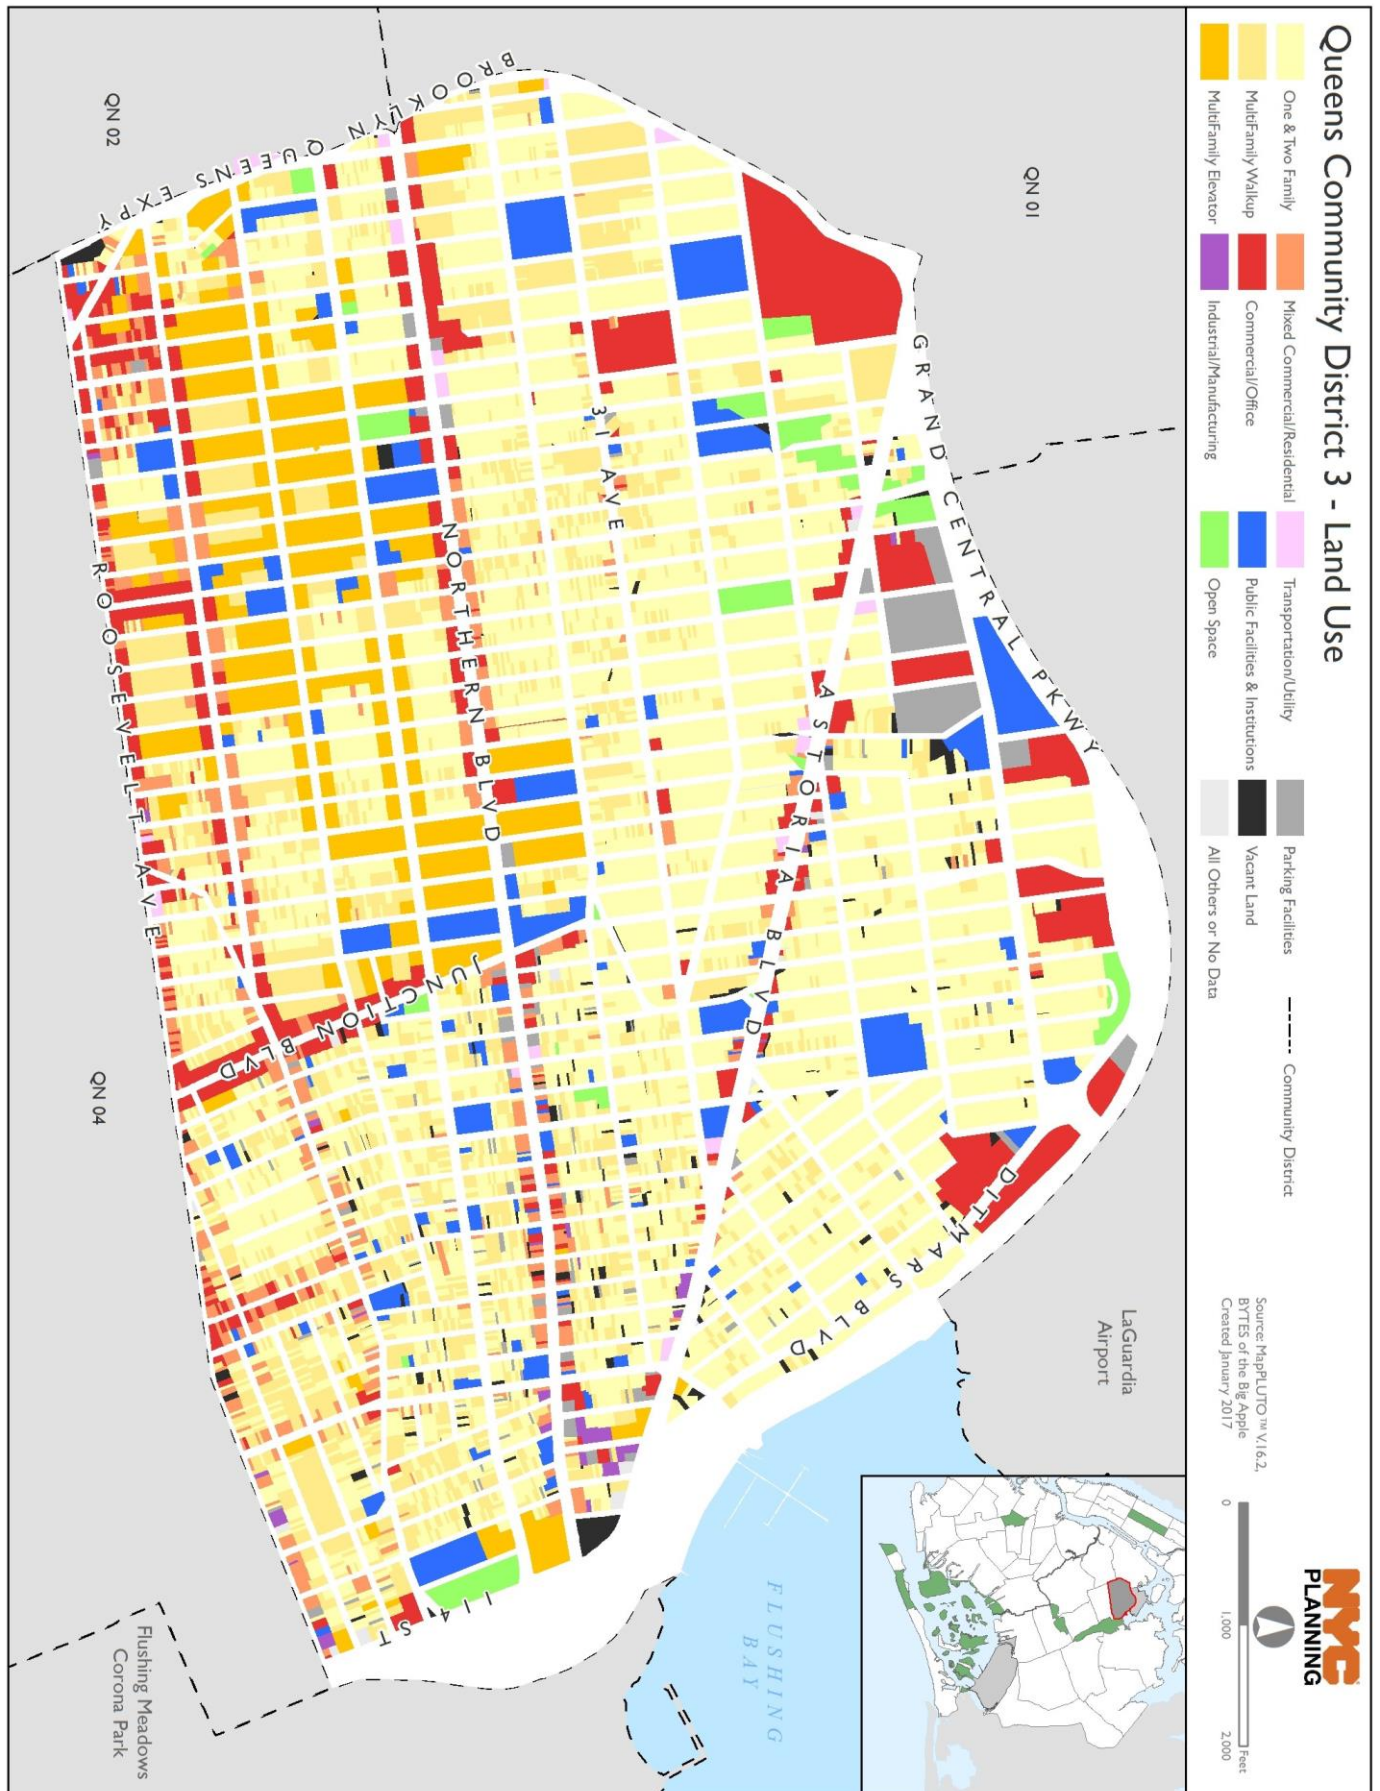 Queens Community District 3 - Land Use
One & Two Family
MultiFamily Walkup
MultiFamily Elevator
Mixed Commercial/Residential
Commercial/Office
Industrial/Manufacturing
Transportation/Utility
Public Facilities & Institutions
Open Space
Parking Facilities
Vacant Land
All Others or No Data
Community District
Source: MapPLUTO™ V.16.2,
BYTES of the Big Apple
Created January 2017
0 1,000 2,000
Feet
NYC
PLANNING
QN 01
LaGuardia
Airport
GRAND CENTRAL PKWY
DITMARS BLVD
ASTORIA BLVD
31 AVE
FLUSHING
BAY
BROOKLYN QUEENS EXPY
NORTHERN BLVD
JUNCTION BLVD
114 ST
ROOSEVELT AVE
QN 02
QN 04
Flushing Meadows
Corona Park